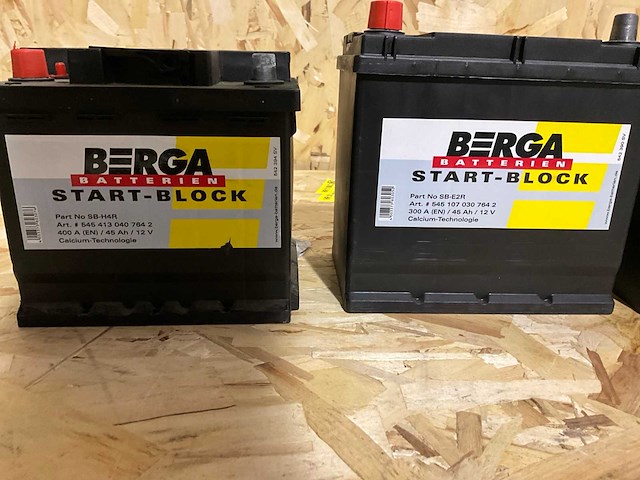 BERGA
BATTERIEN
START-BLOCK
Part No SB-H4R
Art. # 545 413 040 764 2
400 A (EN) / 45 Ah / 12 V
Calcium-Technologie
BERGA
BATTERIEN
START-BLOCK
Part No SB-E2R
Art. # 545 107 030 764 2
300 A (EN) / 45 Ah / 12 V
Calcium-Technologie